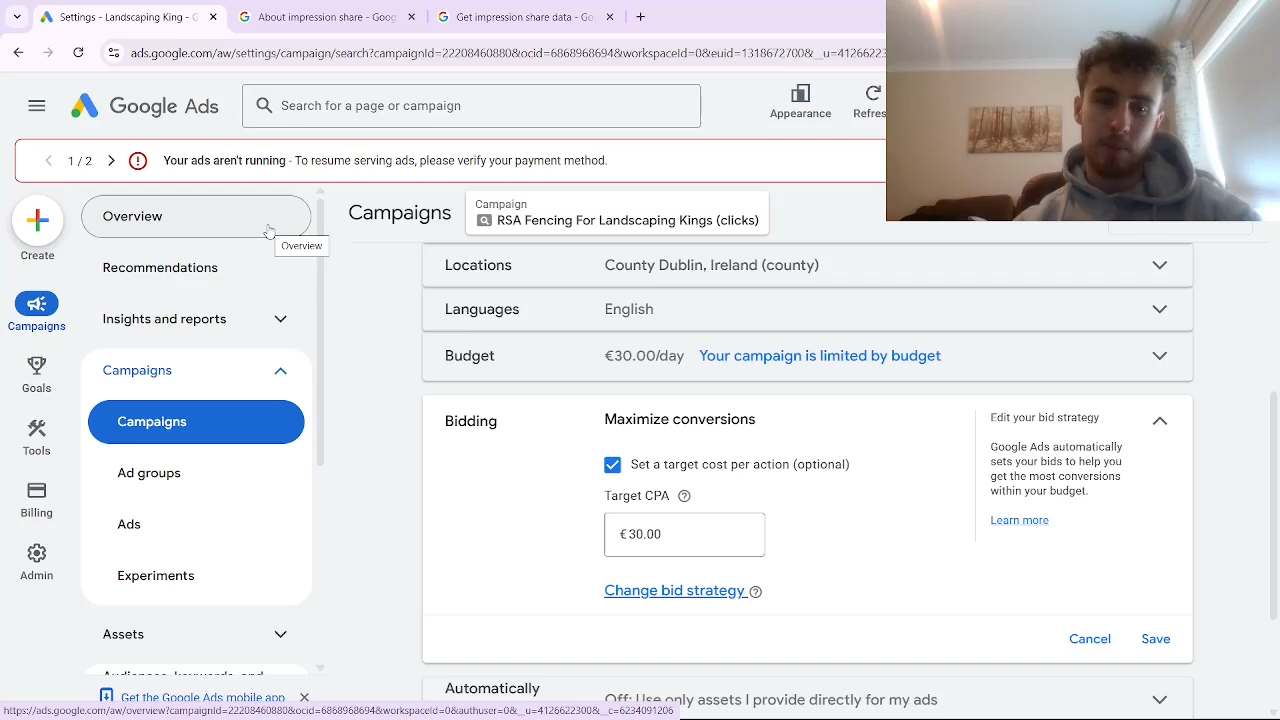 Settings - Landscaping Kings -
About impression share - Goog
Get impression share data - Go
ads.google.com/aw/settings/campaign/search?campaignId=22208460880&ocid=6868968694&workspaceId=0&euid=1318672700&__u=41266223
Google Ads
Search for a page or campaign
Appearance
Refres
1 / 2
Your ads aren't running - To resume serving ads, please verify your payment method.
Create
Campaigns
Goals
Tools
Billing
Admin
Overview
Overview
Recommendations
Insights and reports
Campaigns
Campaigns
Ad groups
Ads
Experiments
Assets
Audiences, keywords, and
Get the Google Ads mobile app
Campaigns
Campaign
RSA Fencing For Landscaping Kings (clicks)
Locations
County Dublin, Ireland (county)
Languages
English
Budget
€30.00/day Your campaign is limited by budget
Bidding
Maximize conversions
Set a target cost per action (optional)
Target CPA
€ 30.00
Change bid strategy
Edit your bid strategy
Google Ads automatically
sets your bids to help you
get the most conversions
within your budget.
Learn more
Cancel
Save
Automatically
Off: Use only assets I provide directly for my ads
https://ads.google.com/aw/overview?campaignId=22208460880&ocid=6868968694&workspaceId=0&authuser=0&__u=4126622300&__c=6234091206